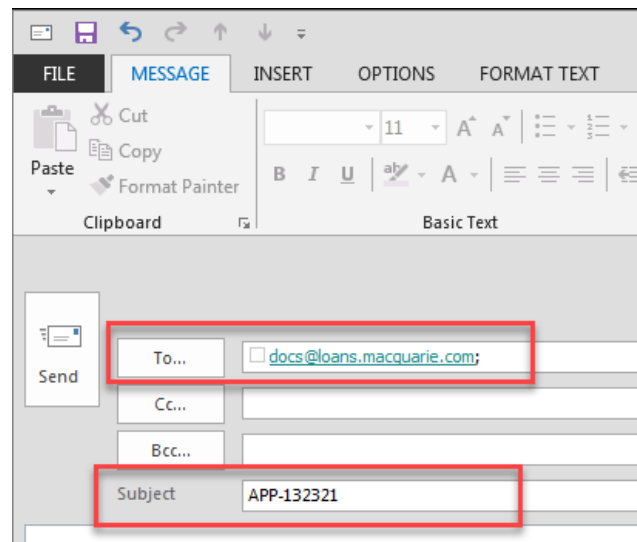 FILE MESSAGE INSERT OPTIONS FORMAT TEXT
Cut
11 A A
Copy
Paste
B I U ab A
Format Painter
Clipboard Basic Text
To... docs@loans.macquarie.com;
Send
Cc...
Bcc...
Subject APP-132321